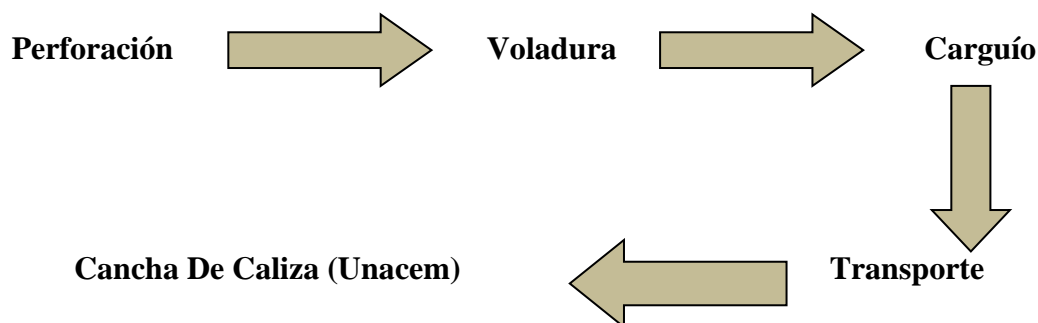 Perforación
Voladura
Carguío
Transporte
Cancha De Caliza (Unacem)